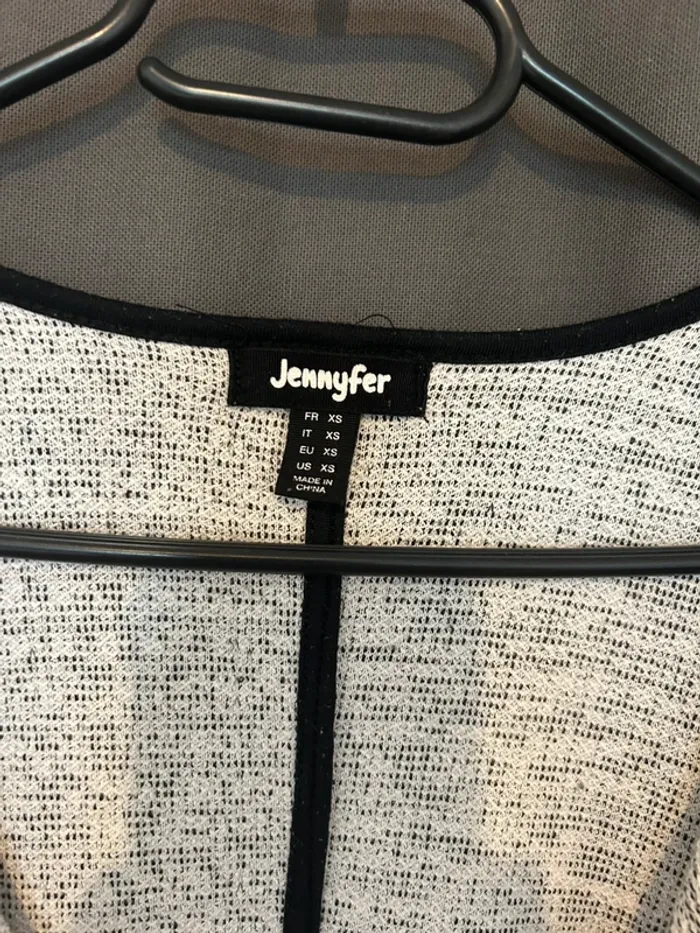 Jennyfer
FR XS
IT XS
EU XS
US XS
MADE IN
CHINA